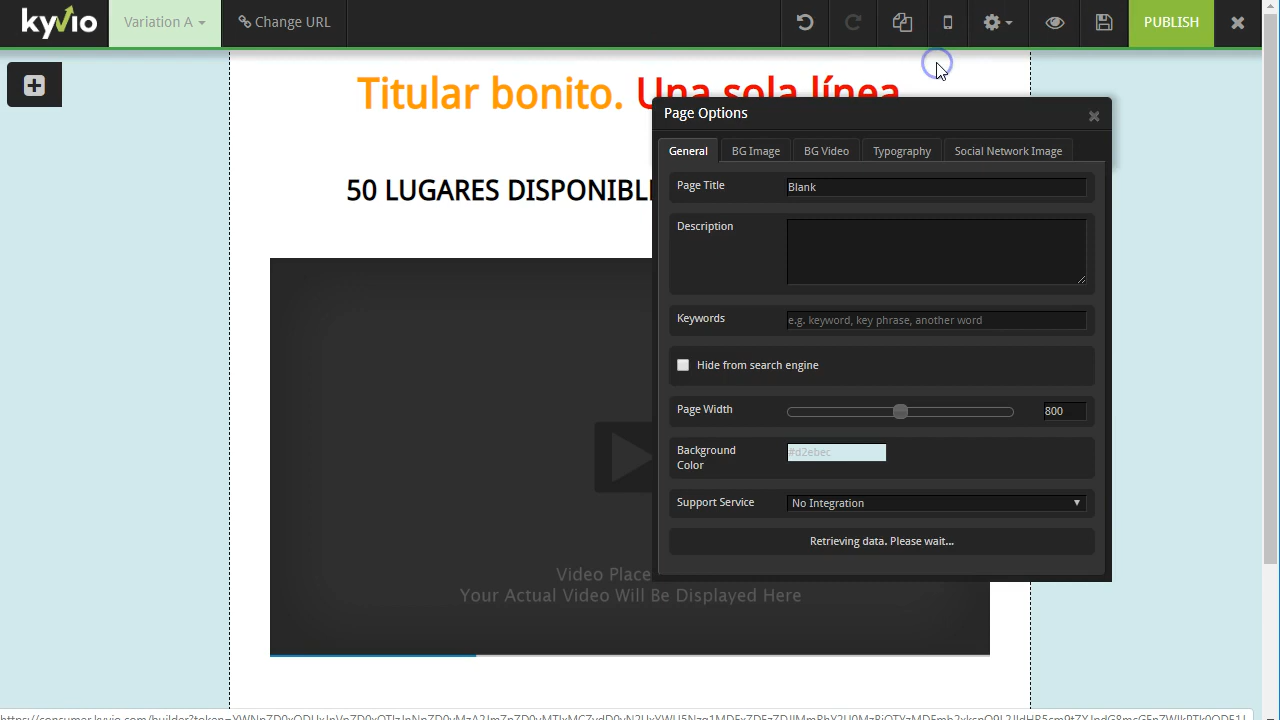 kyvio
Variation A
Change URL
PUBLISH
Titular bonito. Una sola línea
Page Options
General
BG Image
BG Video
Typography
Social Network Image
50 LUGARES DISPONIBL
Page Title
Blank
Description
Keywords
e.g. keyword, key phrase, another word
Hide from search engine
Page Width
800
Background
Color
#d2ebec
Support Service
No Integration
Retrieving data. Please wait...
Video Place
Your Actual Video Will Be Displayed Here